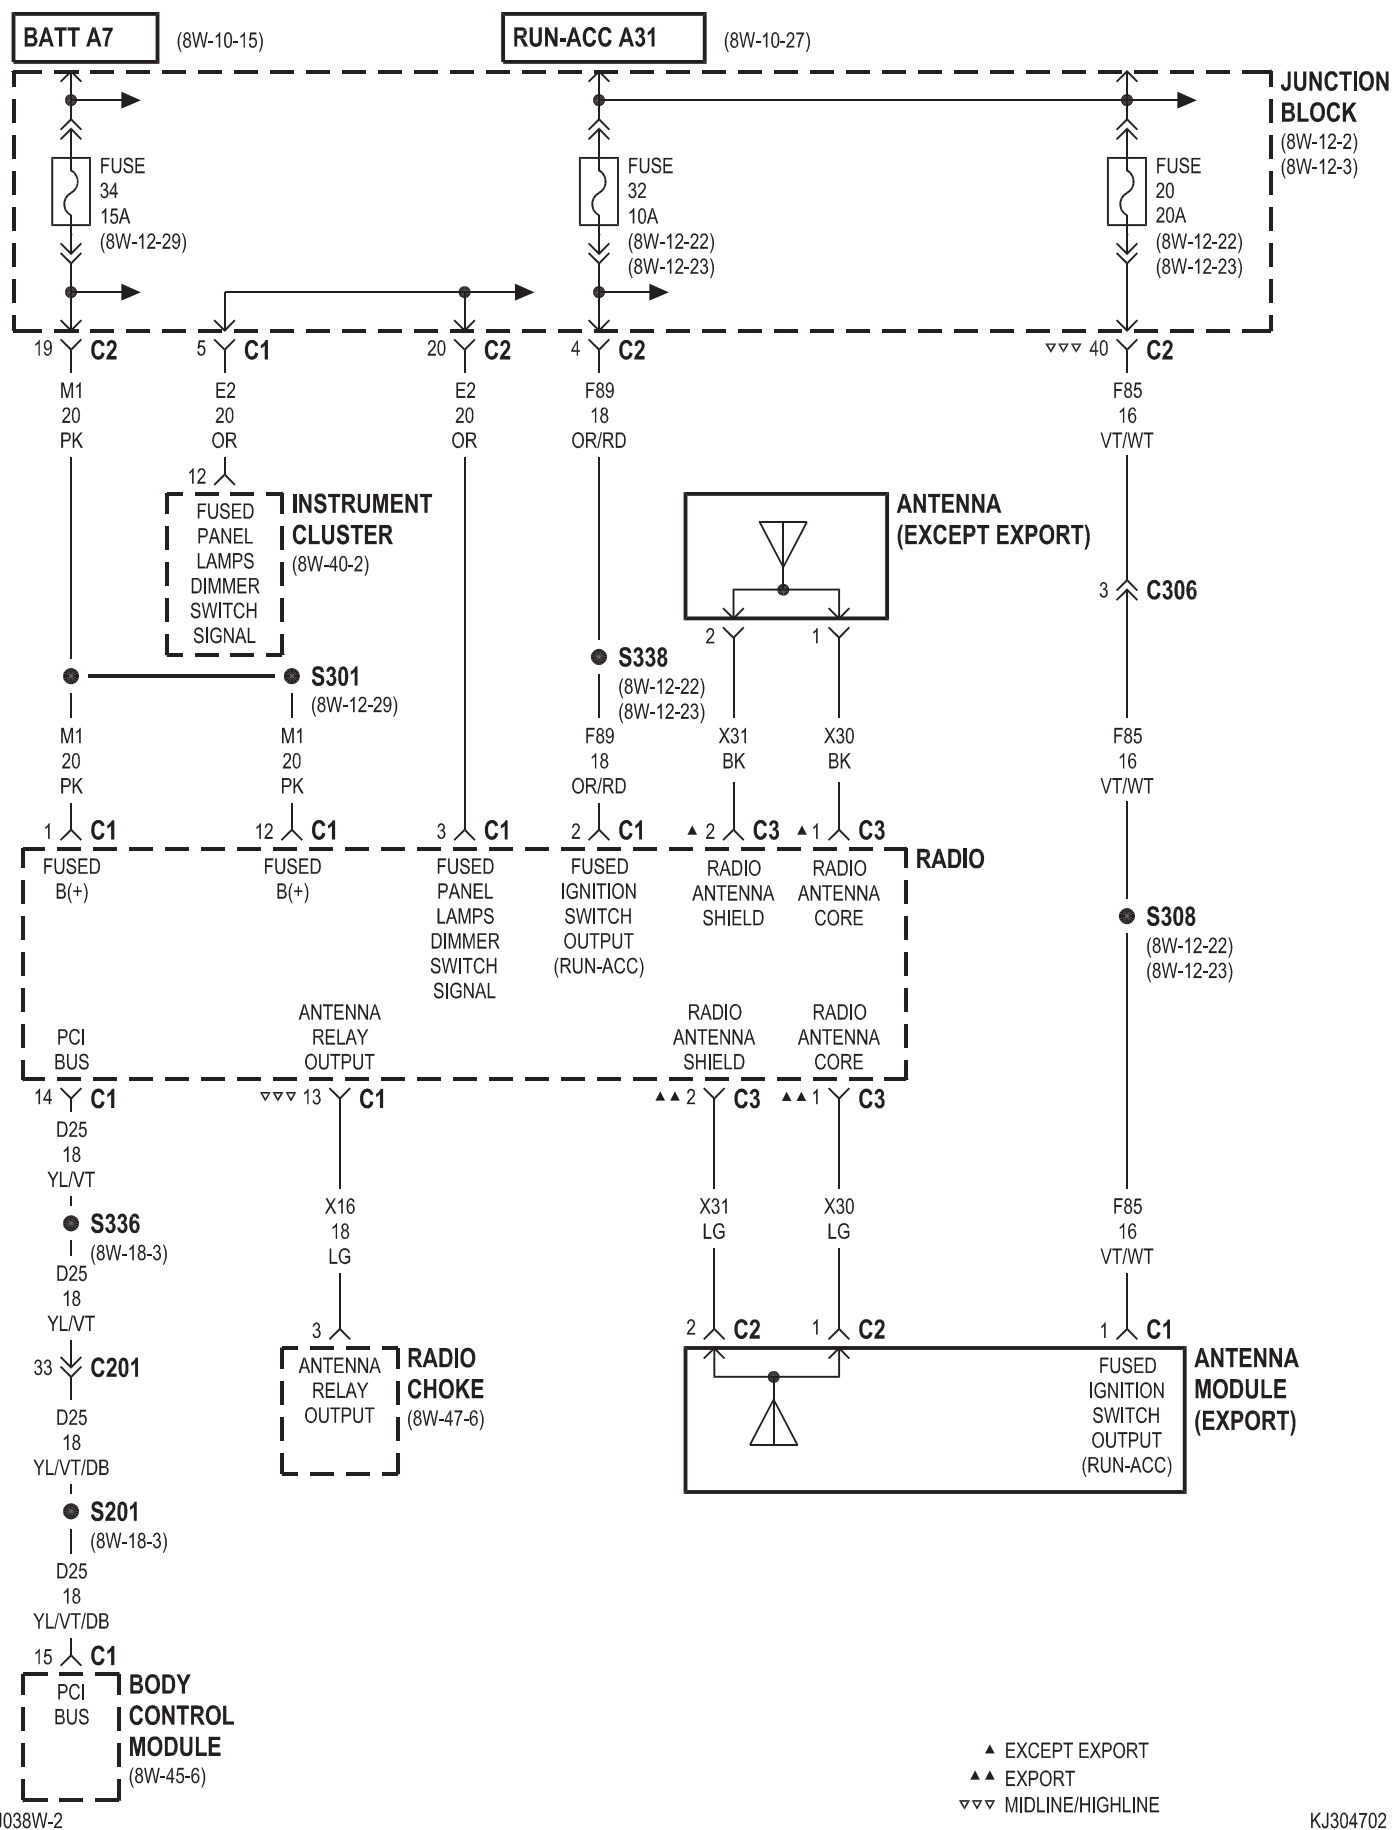 BATT A7
(8W-10-15)
RUN-ACC A31
(8W-10-27)
JUNCTION
BLOCK
(8W-12-2)
(8W-12-3)
FUSE
34
15A
(8W-12-29)
FUSE
32
10A
(8W-12-22)
(8W-12-23)
FUSE
20
20A
(8W-12-22)
(8W-12-23)
19 C2
5 C1
20 C2
4 C2
▽▽▽ 40 C2
M1
20
PK
E2
20
OR
E2
20
OR
F89
18
OR/RD
F85
16
VT/WT
12
FUSED
PANEL
LAMPS
DIMMER
SWITCH
SIGNAL
INSTRUMENT
CLUSTER
(8W-40-2)
ANTENNA
(EXCEPT EXPORT)
2
1
3 C306
S301
(8W-12-29)
S338
(8W-12-22)
(8W-12-23)
M1
20
PK
M1
20
PK
F89
18
OR/RD
X31
BK
X30
BK
F85
16
VT/WT
1 C1
12 C1
3 C1
2 C1
▲ 2 C3
▲ 1 C3
RADIO
FUSED
B(+)
FUSED
B(+)
FUSED
PANEL
LAMPS
DIMMER
SWITCH
SIGNAL
FUSED
IGNITION
SWITCH
OUTPUT
(RUN-ACC)
RADIO
ANTENNA
SHIELD
RADIO
ANTENNA
CORE
S308
(8W-12-22)
(8W-12-23)
PCI
BUS
ANTENNA
RELAY
OUTPUT
RADIO
ANTENNA
SHIELD
RADIO
ANTENNA
CORE
14 C1
▽▽▽ 13 C1
▲▲ 2 C3
▲▲ 1 C3
D25
18
YL/VT
S336
(8W-18-3)
X16
18
LG
X31
LG
X30
LG
F85
16
VT/WT
D25
18
YL/VT
33 C201
3
ANTENNA
RELAY
OUTPUT
RADIO
CHOKE
(8W-47-6)
2 C2
1 C2
1 C1
FUSED
IGNITION
SWITCH
OUTPUT
(RUN-ACC)
ANTENNA
MODULE
(EXPORT)
D25
18
YL/VT/DB
S201
(8W-18-3)
D25
18
YL/VT/DB
15 C1
PCI
BUS
BODY
CONTROL
MODULE
(8W-45-6)
▲ EXCEPT EXPORT
▲▲ EXPORT
▽▽▽ MIDLINE/HIGHLINE
J038W-2
KJ304702